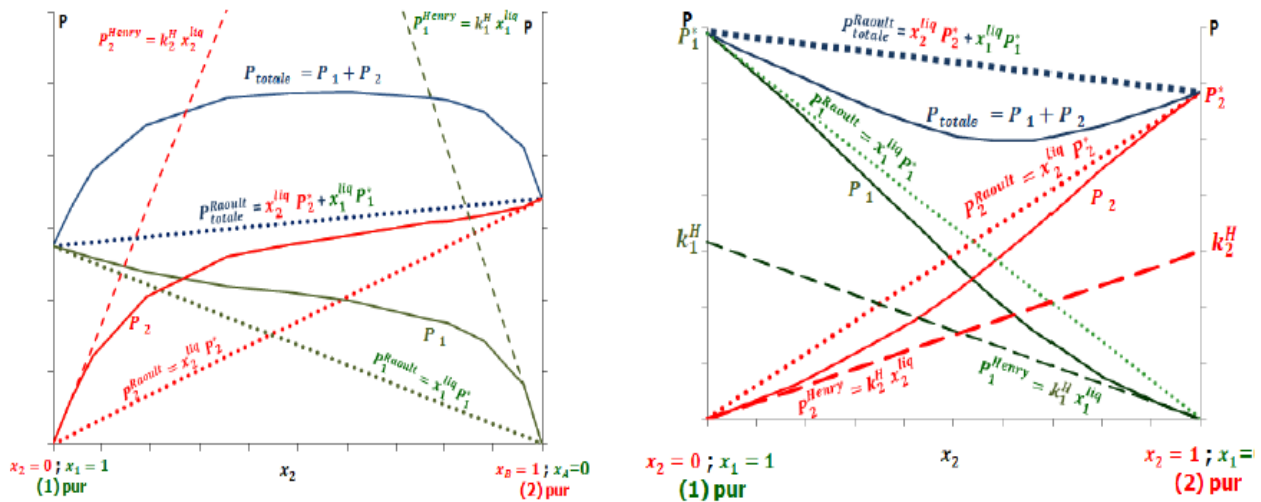 P
P
P₂^Henry = k₂^H x₂^liq
P₁^Henry = k₁^H x₁^liq
P_totale = P₁ + P₂
P_totale^Raoult = x₂^liq P₂* + x₁^liq P₁*
P₂
P₁
P₂^Raoult = x₂^liq P₂*
P₁^Raoult = x₁^liq P₁*
x₂ = 0 ; x₁ = 1
x₂
x_B = 1 ; x_A=0
(1) pur
(2) pur
P
P
P₁*
P_totale^Raoult = x₂^liq P₂* + x₁^liq P₁*
P₂*
P_totale = P₁ + P₂
P₁^Raoult = x₁^liq P₁*
P₂^Raoult = x₂^liq P₂*
P₁
P₂
k₁^H
k₂^H
P₂^Henry = k₂^H x₂^liq
P₁^Henry = k₁^H x₁^liq
x₂ = 0 ; x₁ = 1
x₂
x₂ = 1 ; x₁=
(1) pur
(2) pur